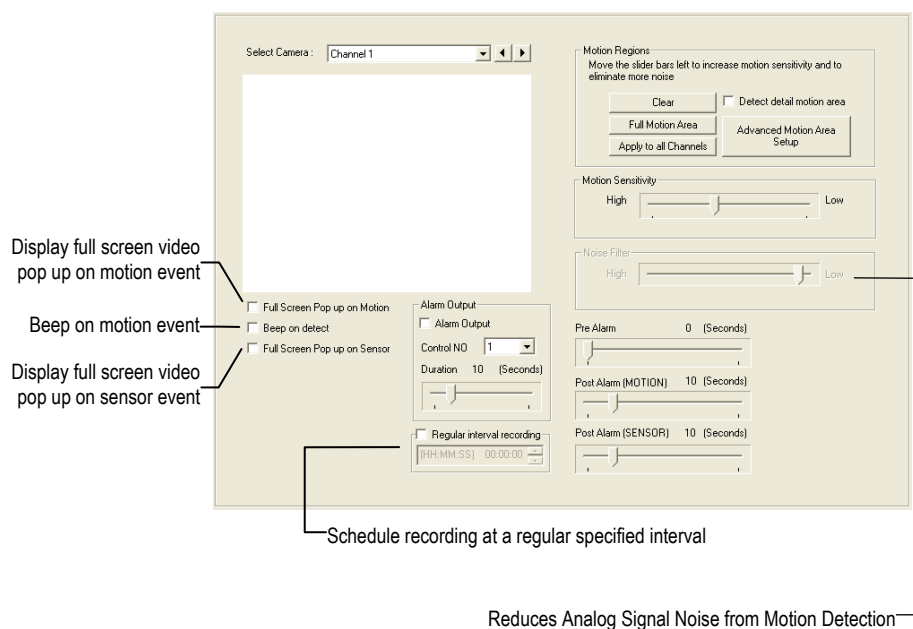 Select Camera :
Channel 1
Motion Regions
Move the slider bars left to increase motion sensitivity and to
eliminate more noise
Clear
Detect detail motion area
Full Motion Area
Advanced Motion Area
Setup
Apply to all Channels
Motion Sensitivity
High
Low
Noise Filter
High
Low
Display full screen video
pop up on motion event
Beep on motion event
Display full screen video
pop up on sensor event
Full Screen Pop up on Motion
Beep on detect
Full Screen Pop up on Sensor
Alarm Output
Alarm Output
Control NO 1
Duration 10 (Seconds)
Regular interval recording
(HH:MM:SS) 00:00:00
Pre Alarm 0 (Seconds)
Post Alarm (MOTION) 10 (Seconds)
Post Alarm (SENSOR) 10 (Seconds)
Schedule recording at a regular specified interval
Reduces Analog Signal Noise from Motion Detection